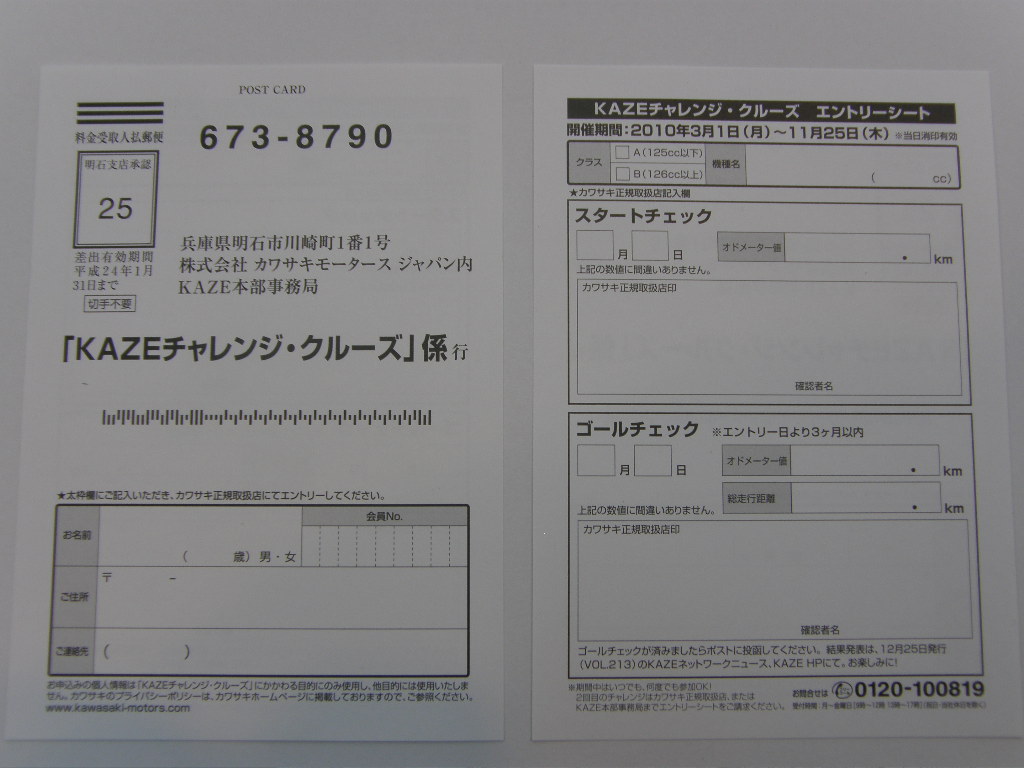 POST CARD
料金受取人払郵便
673-8790
明石支店承認
25
差出有効期間
平成24年1月
31日まで
切手不要
兵庫県明石市川崎町1番1号
株式会社 カワサキモータース ジャパン内
KAZE本部事務局
「KAZEチャレンジ・クルーズ」係 行
★太枠欄にご記入いただき、カワサキ正規取扱店にてエントリーしてください。
お名前
会員No.
( 歳) 男・女
ご住所
〒 −
ご連絡先
( )
お申込みの個人情報は「KAZEチャレンジ・クルーズ」にかかわる目的にのみ使用し、他目的には使用いたしま
せん。カワサキのプライバシーポリシーは、カワサキホームページに掲載しておりますので、ご参照ください。
www.kawasaki-motors.com
KAZEチャレンジ・クルーズ エントリーシート
開催期間:2010年3月1日(月)〜11月25日(木) ※当日消印有効
クラス
A(125cc以下)
B(126cc以上)
機種名
( cc)
★カワサキ正規取扱店記入欄
スタートチェック
月 日
オドメーター値
. km
上記の数値に間違いありません。
カワサキ正規取扱店印
確認者名
ゴールチェック ※エントリー日より3ヶ月以内
月 日
オドメーター値
. km
総走行距離
. km
上記の数値に間違いありません。
カワサキ正規取扱店印
確認者名
ゴールチェックが済みましたらポストに投函してください。結果発表は、12月25日発行
(VOL.213)のKAZEネットワークニュース、KAZE HPにて。お楽しみに!
※期間中はいつでも、何度でも参加OK!
2回目のチャレンジはカワサキ正規取扱店、または
KAZE本部事務局までエントリーシートをご請求ください。
お問合せは 0120-100819
受付時間:月〜金曜日(9時〜12時 13時〜17時)(祝日・当社休日を除く)